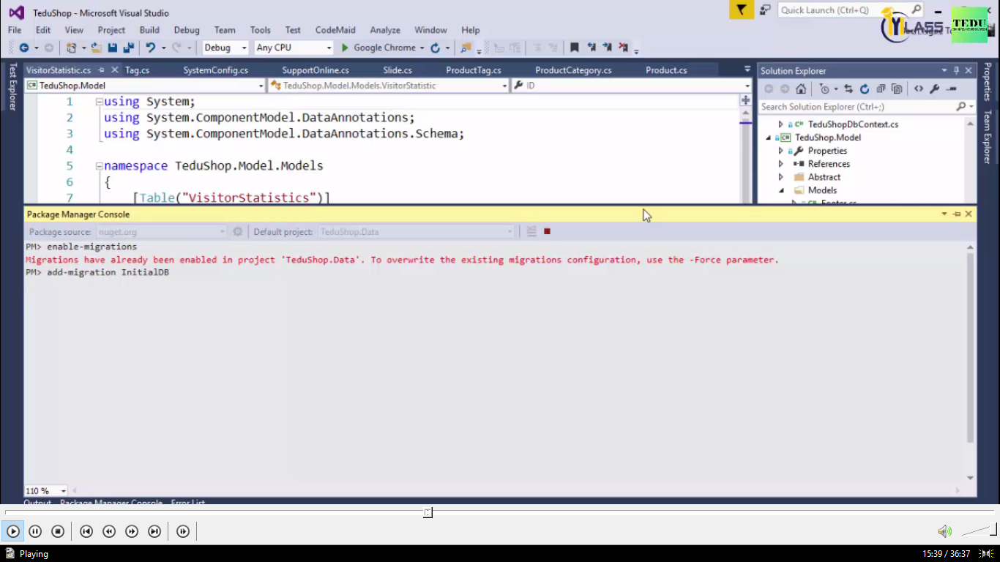 TeduShop - Microsoft Visual Studio
Quick Launch (Ctrl+Q)
File Edit View Project Build Debug Team Tools Test CodeMaid Analyze Window Help
YLASS
TEDU
Debug Any CPU Google Chrome
Test Explorer
VisitorStatistic.cs Tag.cs SystemConfig.cs SupportOnline.cs Slide.cs ProductTag.cs ProductCategory.cs Product.cs
TeduShop.Model TeduShop.Model.Models.VisitorStatistic ID
1 using System;
2 using System.ComponentModel.DataAnnotations;
3 using System.ComponentModel.DataAnnotations.Schema;
4
5 namespace TeduShop.Model.Models
6 {
7 [Table("VisitorStatistics")]
Solution Explorer
Search Solution Explorer (Ctrl+;)
TeduShopDbContext.cs
TeduShop.Model
Properties
References
Abstract
Models
Footer.cs
Properties
Team Explorer
Package Manager Console
Package source: nuget.org Default project: TeduShop.Data
PM> enable-migrations
Migrations have already been enabled in project 'TeduShop.Data'. To overwrite the existing migrations configuration, use the -Force parameter.
PM> add-migration InitialDB
110 %
Output Package Manager Console Error List
Playing
15:39 / 36:37